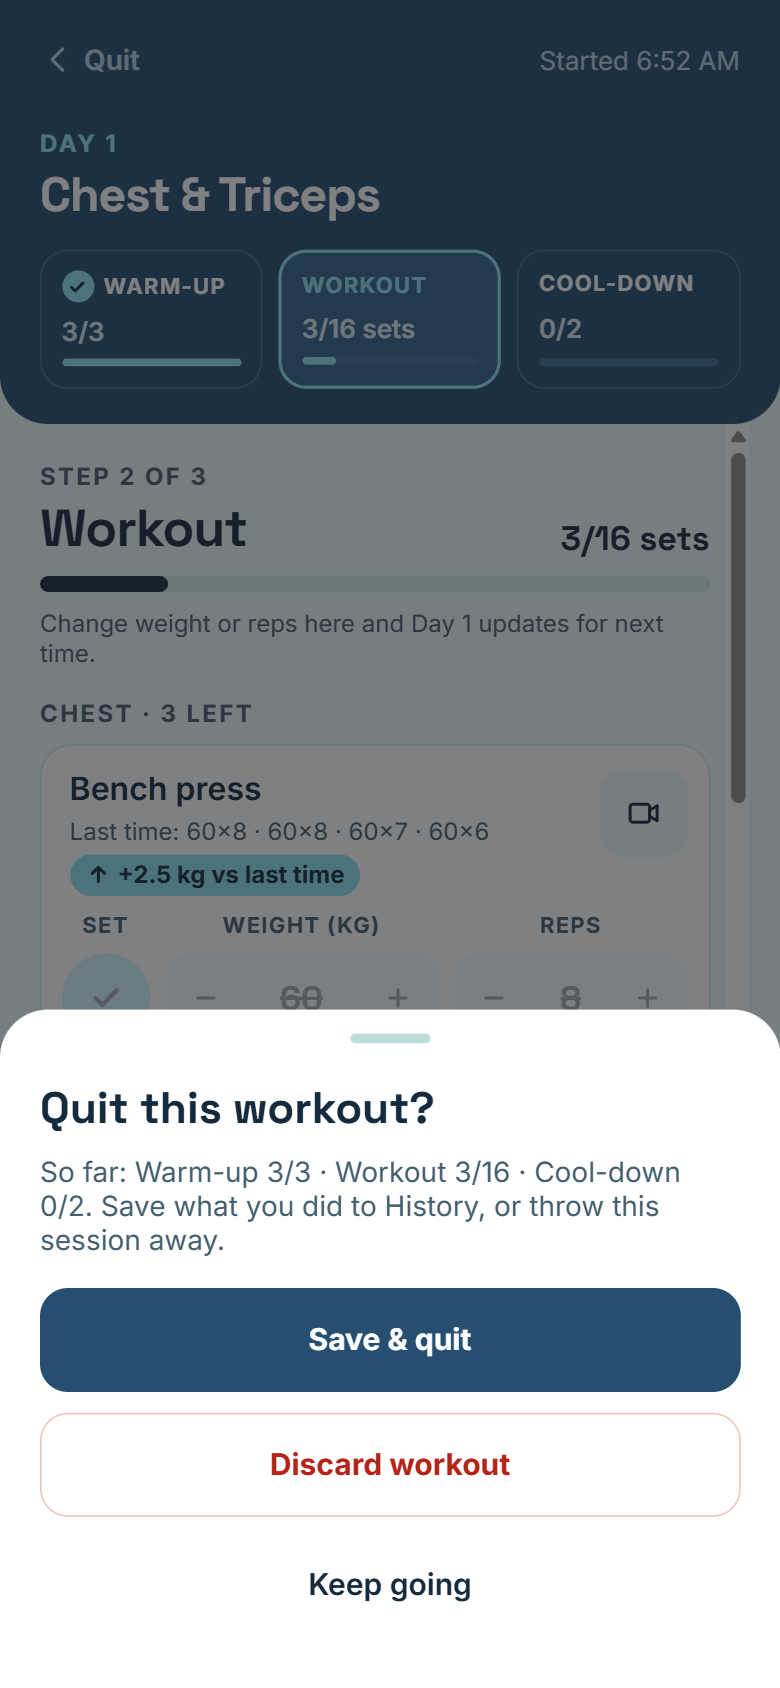 Quit
Started 6:52 AM
DAY 1
Chest & Triceps
WARM-UP
3/3
WORKOUT
3/16 sets
COOL-DOWN
0/2
STEP 2 OF 3
Workout
3/16 sets
Change weight or reps here and Day 1 updates for next
time.
CHEST · 3 LEFT
Bench press
Last time: 60×8 · 60×8 · 60×7 · 60×6
↑ +2.5 kg vs last time
SET WEIGHT (KG) REPS
− 60 + − 8 +
Quit this workout?
So far: Warm-up 3/3 · Workout 3/16 · Cool-down
0/2. Save what you did to History, or throw this
session away.
Save & quit
Discard workout
Keep going